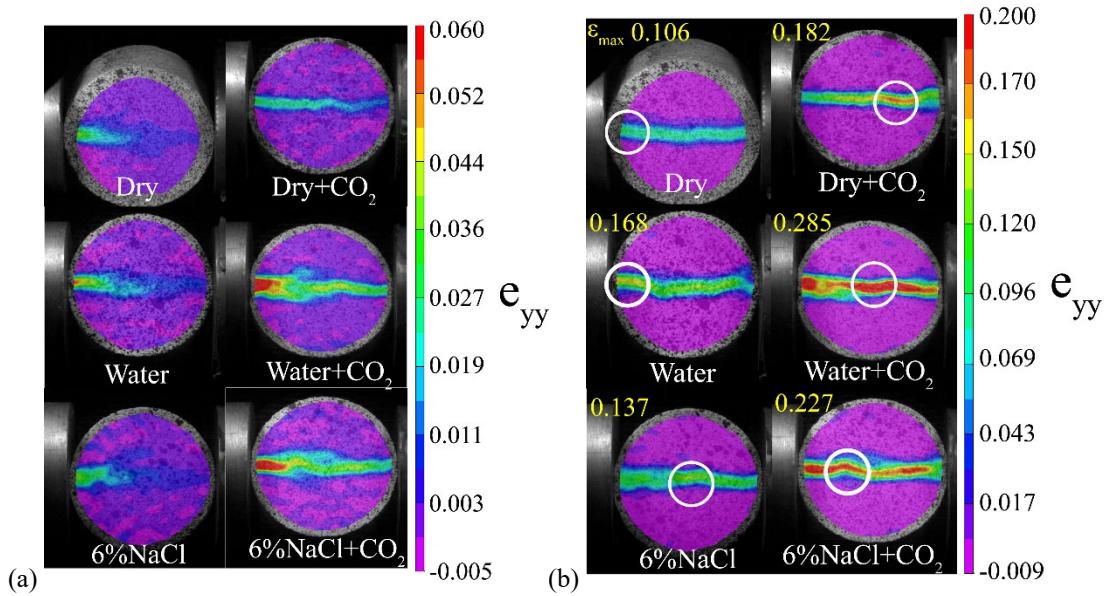 Dry
Dry+CO₂
Water
Water+CO₂
6%NaCl
6%NaCl+CO₂
0.060
0.052
0.044
0.036
0.027
0.019
0.011
0.003
-0.005
e_yy
(a)
ε_max 0.106
0.182
Dry
Dry+CO₂
0.168
0.285
Water
Water+CO₂
0.137
0.227
6%NaCl
6%NaCl+CO₂
0.200
0.170
0.150
0.120
0.096
0.069
0.043
0.017
-0.009
e_yy
(b)